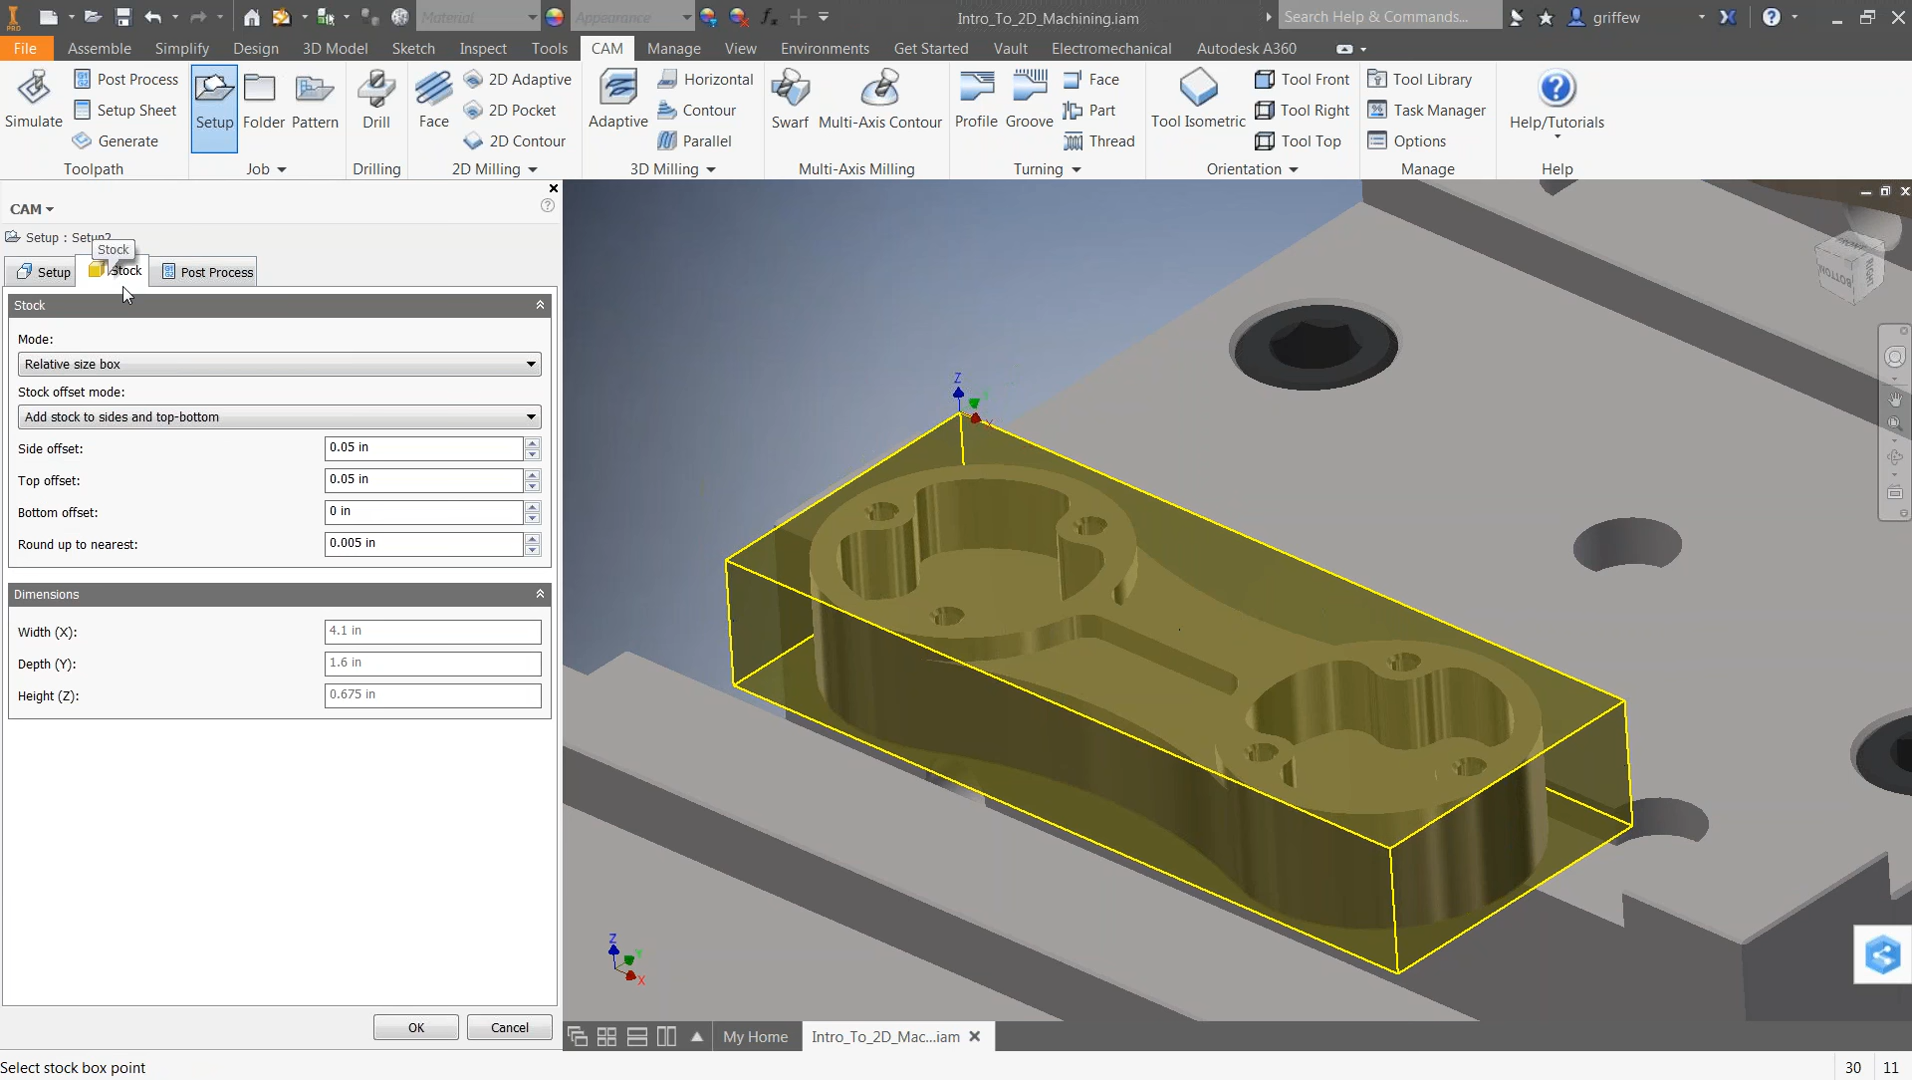 PRO
Material
Appearance
fx
Intro_To_2D_Machining.iam
Search Help & Commands...
griffew
File
Assemble
Simplify
Design
3D Model
Sketch
Inspect
Tools
CAM
Manage
View
Environments
Get Started
Vault
Electromechanical
Autodesk A360
Simulate
Post Process
Setup Sheet
Generate
Toolpath
Setup
Folder
Pattern
Job
Drill
Drilling
Face
2D Adaptive
2D Pocket
2D Contour
2D Milling
Adaptive
Horizontal
Contour
Parallel
3D Milling
Swarf
Multi-Axis Contour
Multi-Axis Milling
Profile
Groove
Face
Part
Thread
Turning
Tool Isometric
Tool Front
Tool Right
Tool Top
Orientation
Tool Library
Task Manager
Options
Manage
Help/Tutorials
Help
CAM
Setup : Setup2
Stock
Setup
Stock
Post Process
Stock
Mode:
Relative size box
Stock offset mode:
Add stock to sides and top-bottom
Side offset:
0.05 in
Top offset:
0.05 in
Bottom offset:
0 in
Round up to nearest:
0.005 in
Dimensions
Width (X):
4.1 in
Depth (Y):
1.6 in
Height (Z):
0.675 in
OK
Cancel
Z
BOTTOM
RIGHT
Z
X
My Home
Intro_To_2D_Mac...iam
Select stock box point
30
11